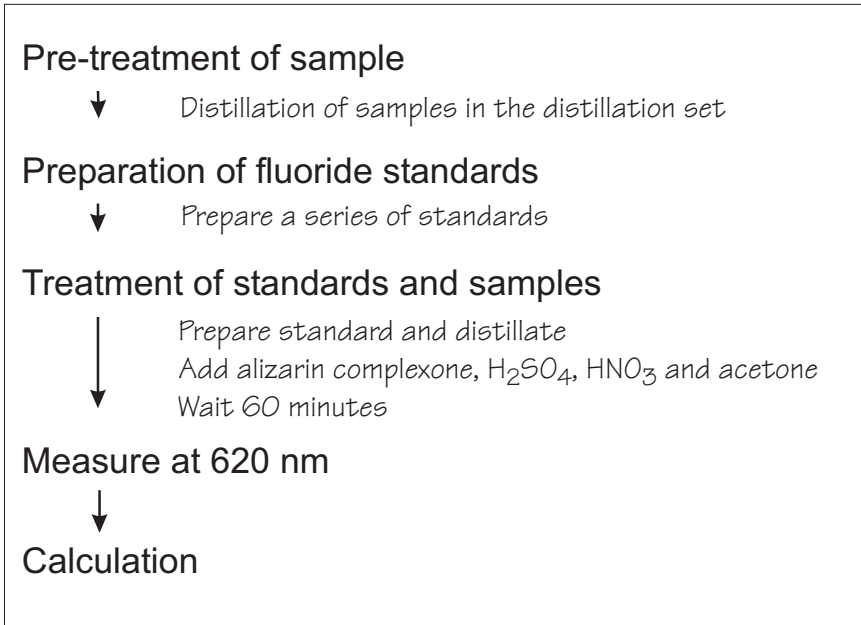 Pre-treatment of sample
Distillation of samples in the distillation set
Preparation of fluoride standards
Prepare a series of standards
Treatment of standards and samples
Prepare standard and distillate
Add alizarin complexone, H₂SO₄, HNO₃ and acetone
Wait 60 minutes
Measure at 620 nm
Calculation